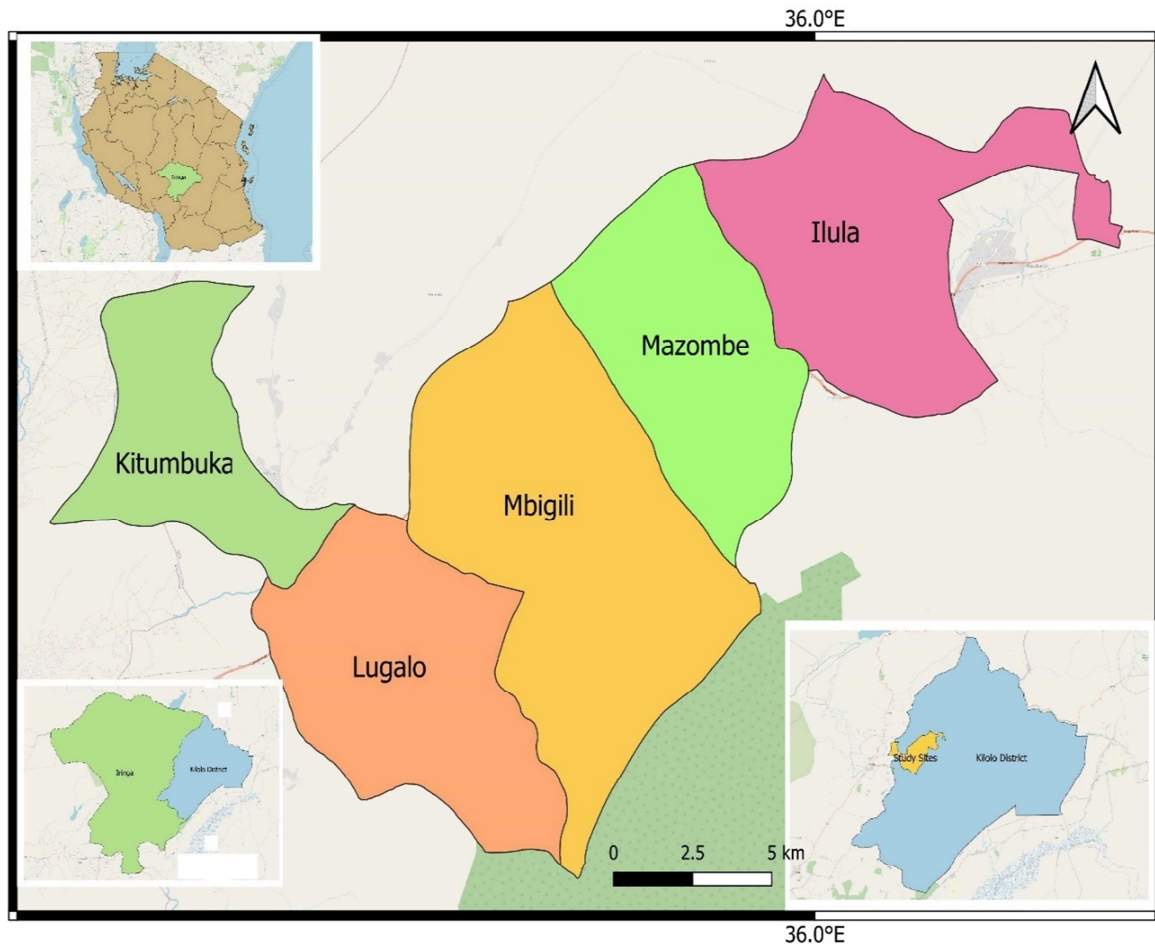 36.0°E
Iringa
Ilula
Mazombe
Kitumbuka
Mbigili
Lugalo
Iringa
Kilolo District
Study Sites
Kilolo District
0 2.5 5 km
36.0°E